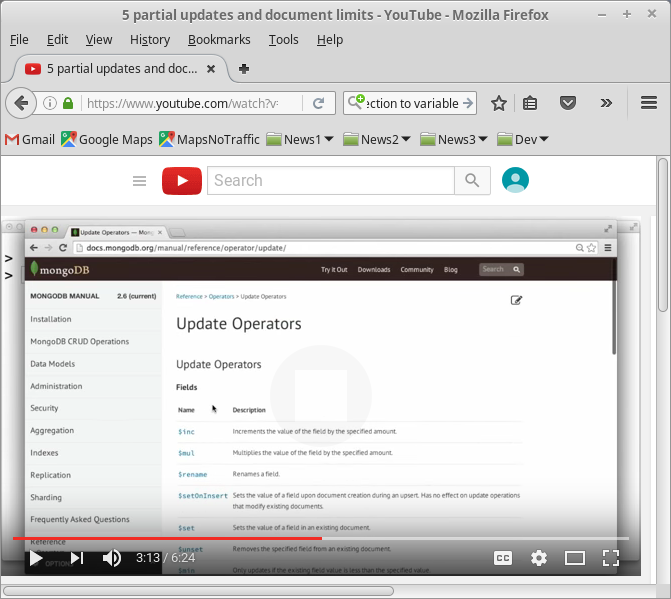 5 partial updates and document limits - YouTube - Mozilla Firefox
File Edit View History Bookmarks Tools Help
5 partial updates and doc...
https://www.youtube.com/watch?v=
ection to variable
Gmail Google Maps MapsNoTraffic News1 News2 News3 Dev
Search
Update Operators — Mong
docs.mongodb.org/manual/reference/operator/update/
>
>
mongoDB
Try It Out Downloads Community Blog Search
MONGODB MANUAL 2.6 (current)
Reference > Operators > Update Operators
Installation
Update Operators
MongoDB CRUD Operations
Data Models
Update Operators
Administration
Fields
Security
Name Description
Aggregation
$inc Increments the value of the field by the specified amount.
Indexes
$mul Multiplies the value of the field by the specified amount.
Replication
$rename Renames a field.
Sharding
$setOnInsert Sets the value of a field upon document creation during an upsert. Has no effect on update operations
that modify existing documents.
Frequently Asked Questions
$set Sets the value of a field in an existing document.
Reference
$unset Removes the specified field from an existing document.
3:13 / 6:24
CC
OPTIONS
$min Only updates if the existing field value is less than the specified value.